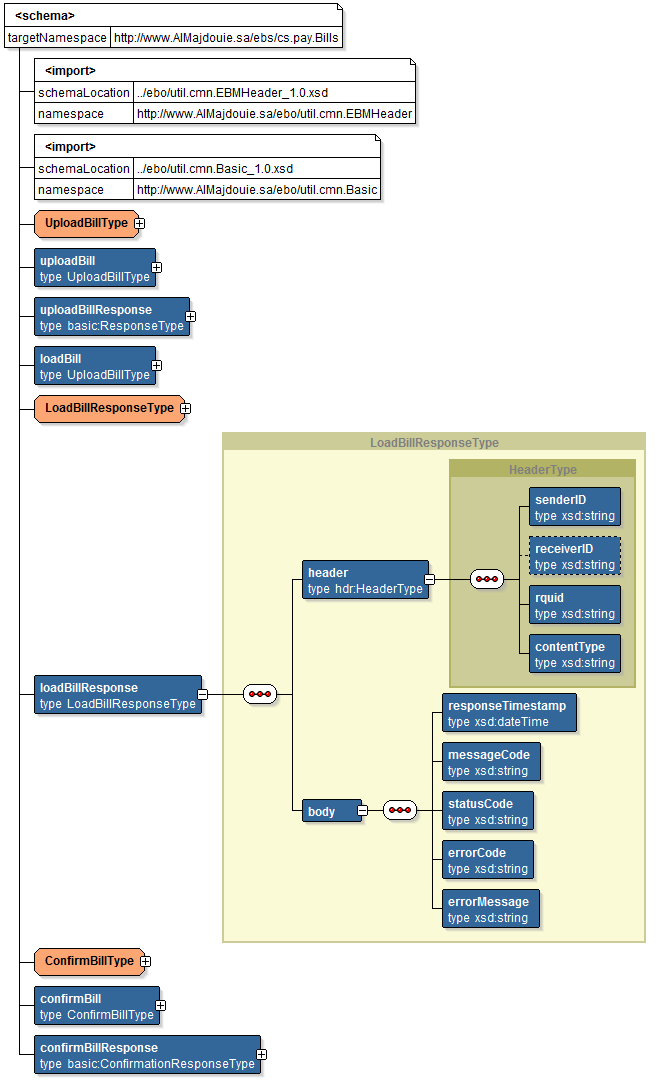 <schema>
targetNamespace http://www.AlMajdouie.sa/ebs/cs.pay.Bills
<import>
schemaLocation ../ebo/util.cmn.EBMHeader_1.0.xsd
namespace http://www.AlMajdouie.sa/ebo/util.cmn.EBMHeader
<import>
schemaLocation ../ebo/util.cmn.Basic_1.0.xsd
namespace http://www.AlMajdouie.sa/ebo/util.cmn.Basic
UploadBillType
uploadBill
type UploadBillType
uploadBillResponse
type basic:ResponseType
loadBill
type UploadBillType
LoadBillResponseType
LoadBillResponseType
HeaderType
senderID
type xsd:string
receiverID
type xsd:string
header
type hdr:HeaderType
rquid
type xsd:string
contentType
type xsd:string
loadBillResponse
type LoadBillResponseType
responseTimestamp
type xsd:dateTime
messageCode
type xsd:string
body
statusCode
type xsd:string
errorCode
type xsd:string
errorMessage
type xsd:string
ConfirmBillType
confirmBill
type ConfirmBillType
confirmBillResponse
type basic:ConfirmationResponseType